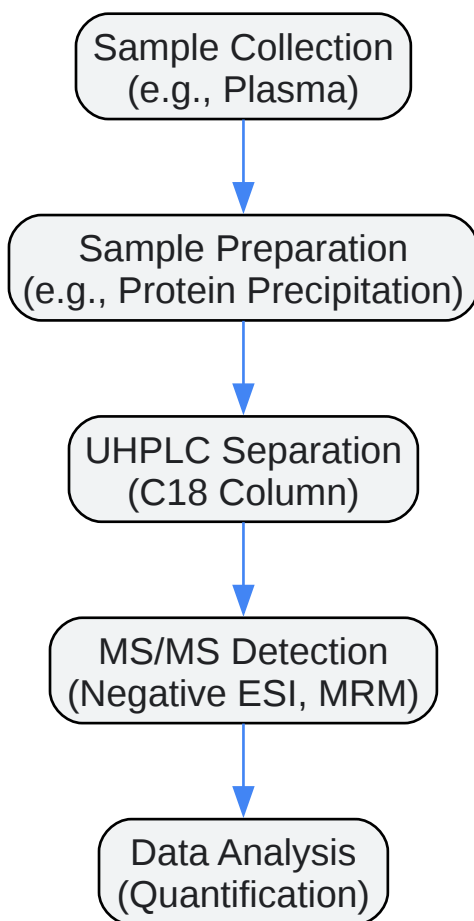 Sample Collection
(e.g., Plasma)
Sample Preparation
(e.g., Protein Precipitation)
UHPLC Separation
(C18 Column)
MS/MS Detection
(Negative ESI, MRM)
Data Analysis
(Quantification)